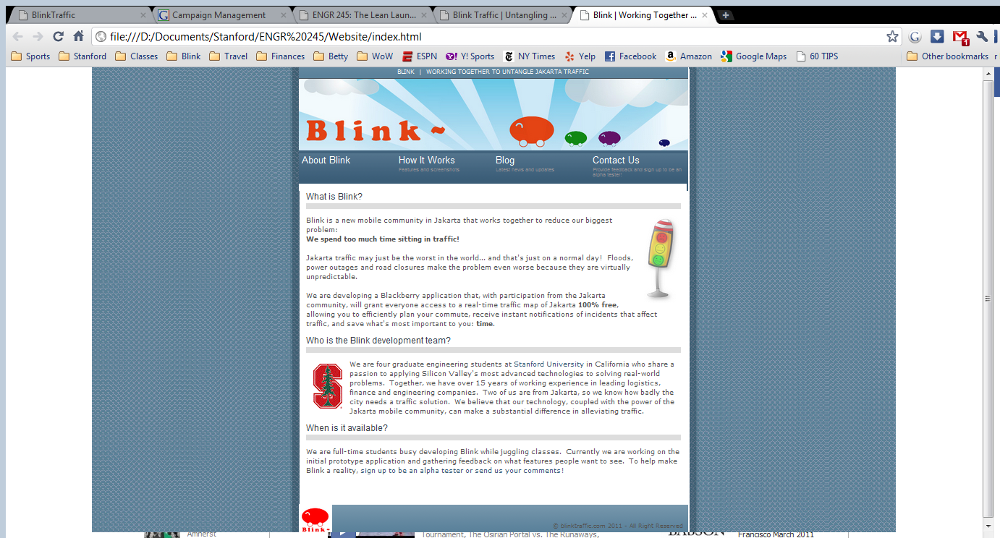 BlinkTraffic
Campaign Management
ENGR 245: The Lean Laun...
Blink Traffic | Untangling ...
Blink | Working Together ...
file:///D:/Documents/Stanford/ENGR%20245/Website/index.html
1
Sports
Stanford
Classes
Blink
Travel
Finances
Betty
WoW
ESPN
Y! Sports
NY Times
Yelp
Facebook
Amazon
Google Maps
60 TIPS
Other bookmarks
BLINK | WORKING TOGETHER TO UNTANGLE JAKARTA TRAFFIC
Blink~
About Blink
How It Works
Features and screenshots
Blog
Latest news and updates
Contact Us
Provide feedback and sign up to be an
alpha tester!
What is Blink?
Blink is a new mobile community in Jakarta that works together to reduce our biggest
problem:
We spend too much time sitting in traffic!
Jakarta traffic may just be the worst in the world... and that's just on a normal day! Floods,
power outages and road closures make the problem even worse because they are virtually
unpredictable.
We are developing a Blackberry application that, with participation from the Jakarta
community, will grant everyone access to a real-time traffic map of Jakarta 100% free,
allowing you to efficiently plan your commute, receive instant notifications of incidents that affect
traffic, and save what's most important to you: time.
Who is the Blink development team?
We are four graduate engineering students at Stanford University in California who share a
passion to applying Silicon Valley's most advanced technologies to solving real-world
problems. Together, we have over 15 years of working experience in leading logistics,
finance and engineering companies. Two of us are from Jakarta, so we know how badly the
city needs a traffic solution. We believe that our technology, coupled with the power of the
Jakarta mobile community, can make a substantial difference in alleviating traffic.
When is it available?
We are full-time students busy developing Blink while juggling classes. Currently we are working on the
initial prototype application and gathering feedback on what features people want to see. To help make
Blink a reality, sign up to be an alpha tester or send us your comments!
Blink~
© blinktraffic.com 2011 - All Right Reserved
Amherst
Tournament, The Osirian Portal vs. The Runaways,
BABSON
Francisco March 2011